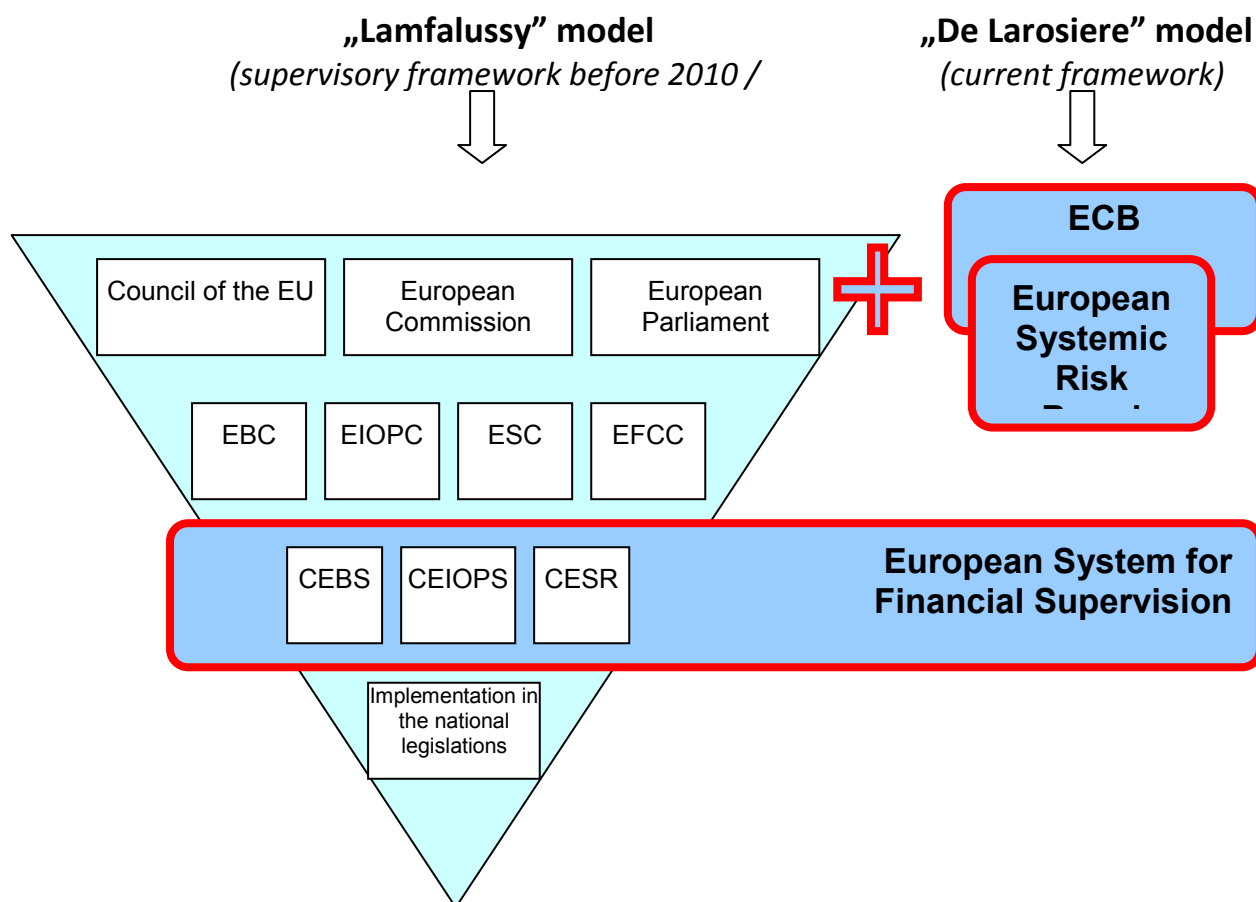 „Lamfalussy” model
(supervisory framework before 2010 /
„De Larosiere” model
(current framework)
Council of the EU
European
Commission
European
Parliament
ECB
European
Systemic
Risk
EBC
EIOPC
ESC
EFCC
CEBS
CEIOPS
CESR
European System for
Financial Supervision
Implementation in
the national
legislations